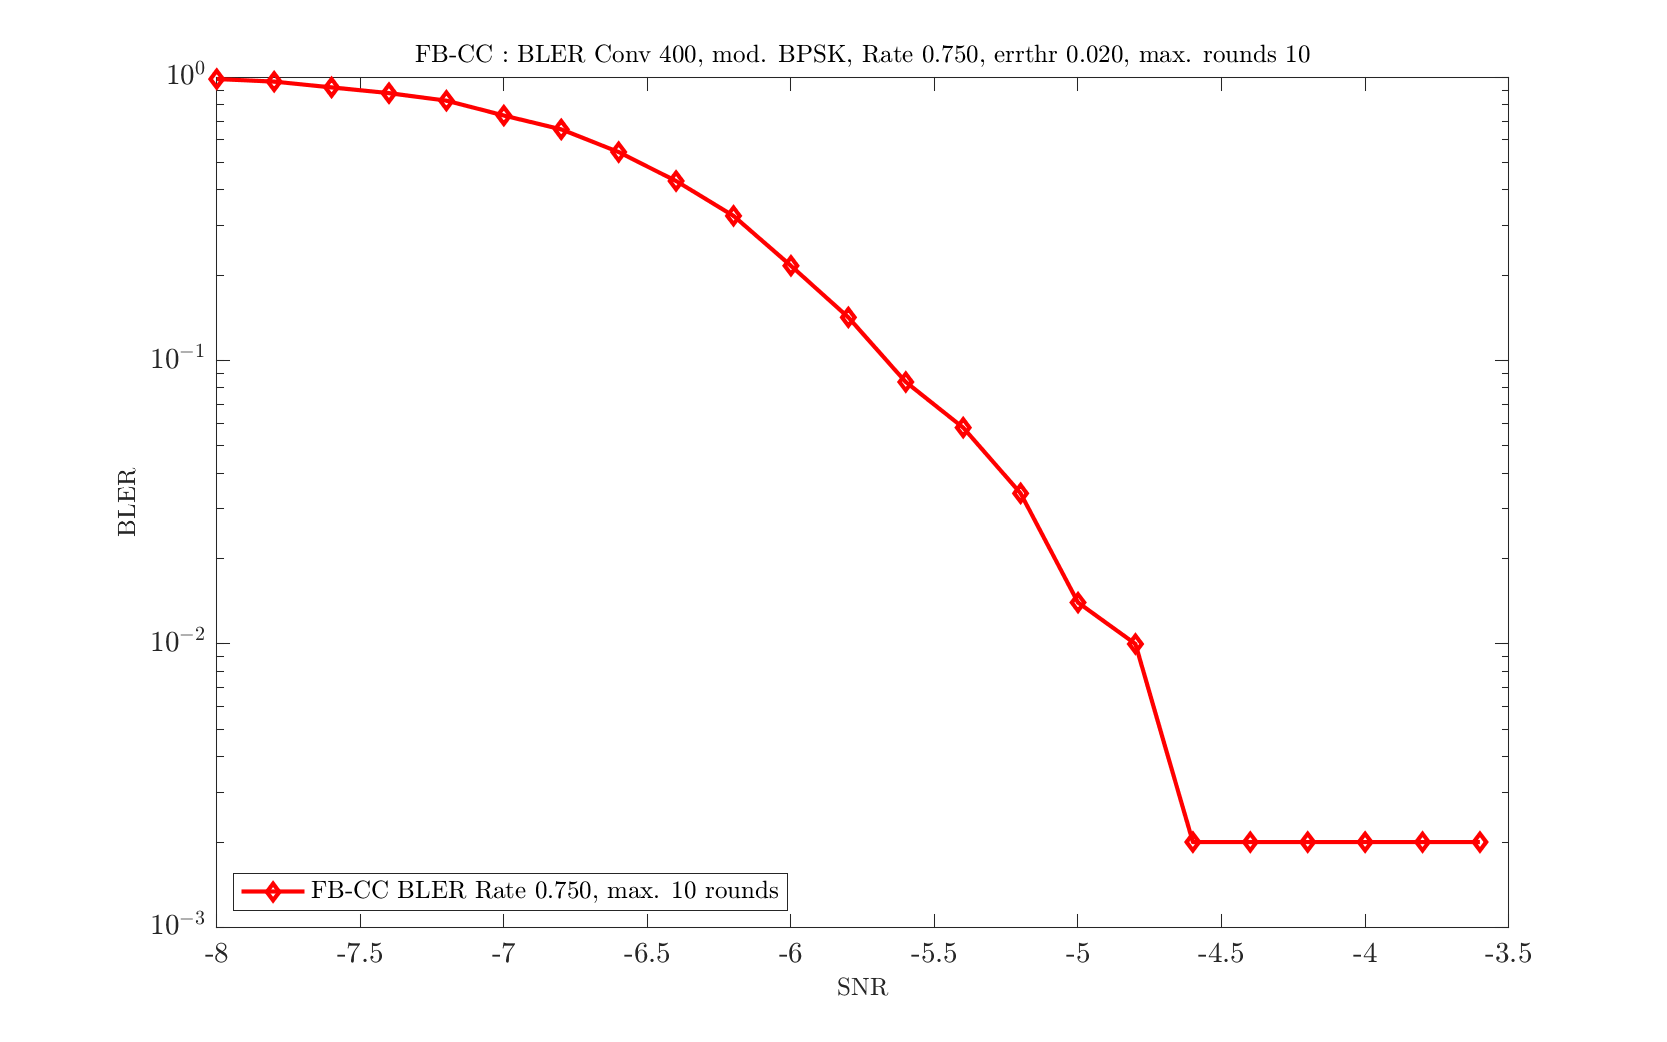 FB-CC : BLER Conv 400, mod. BPSK, Rate 0.750, errthr 0.020, max. rounds 10
10^0
10^−1
10^−2
10^−3
BLER
FB-CC BLER Rate 0.750, max. 10 rounds
-8 -7.5 -7 -6.5 -6 -5.5 -5 -4.5 -4 -3.5
SNR